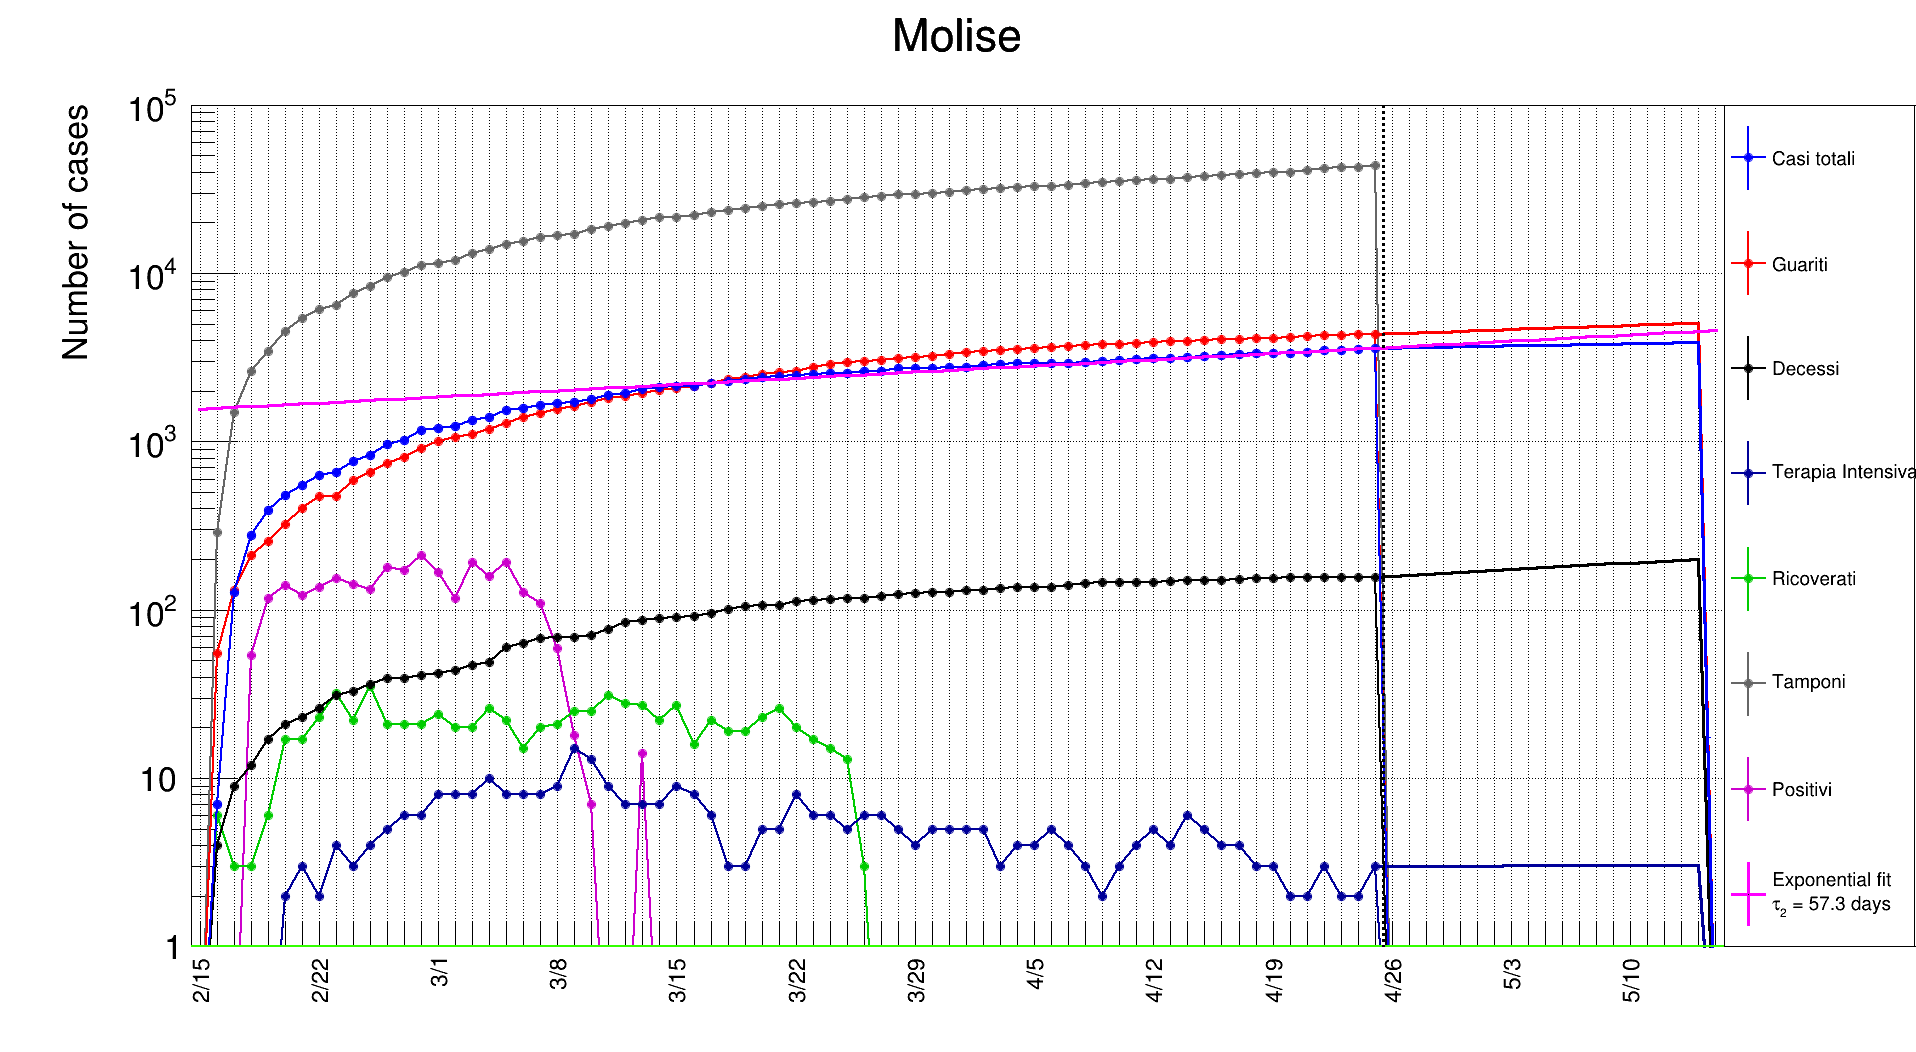 Molise
Number of cases
10^5
10^4
10^3
10^2
10
1
2/15 2/22 3/1 3/8 3/15 3/22 3/29 4/5 4/12 4/19 4/26 5/3 5/10
Casi totali
Guariti
Decessi
Terapia Intensiva
Ricoverati
Tamponi
Positivi
Exponential fit
τ_2 = 57.3 days